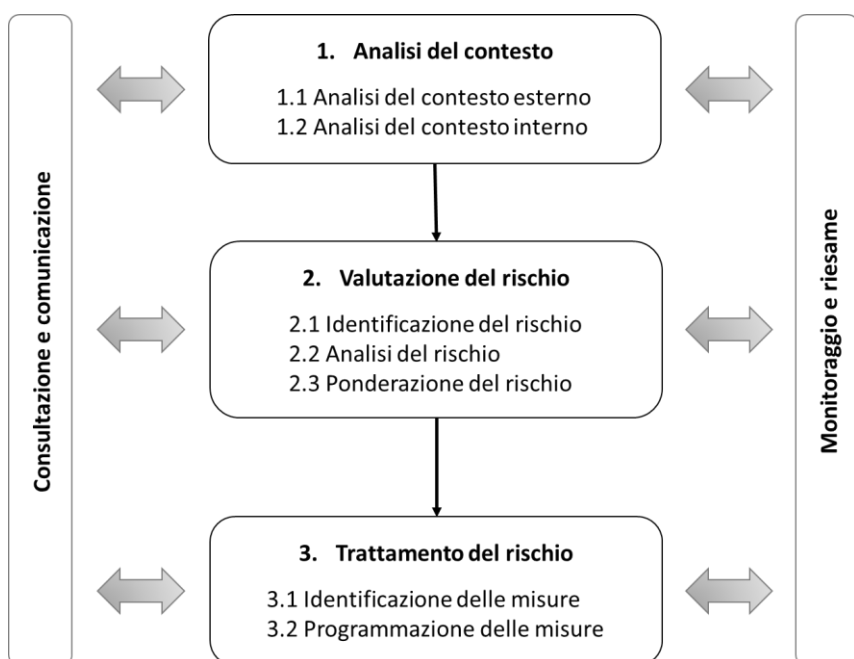 Consultazione e comunicazione
1. Analisi del contesto
1.1 Analisi del contesto esterno
1.2 Analisi del contesto interno
2. Valutazione del rischio
2.1 Identificazione del rischio
2.2 Analisi del rischio
2.3 Ponderazione del rischio
3. Trattamento del rischio
3.1 Identificazione delle misure
3.2 Programmazione delle misure
Monitoraggio e riesame